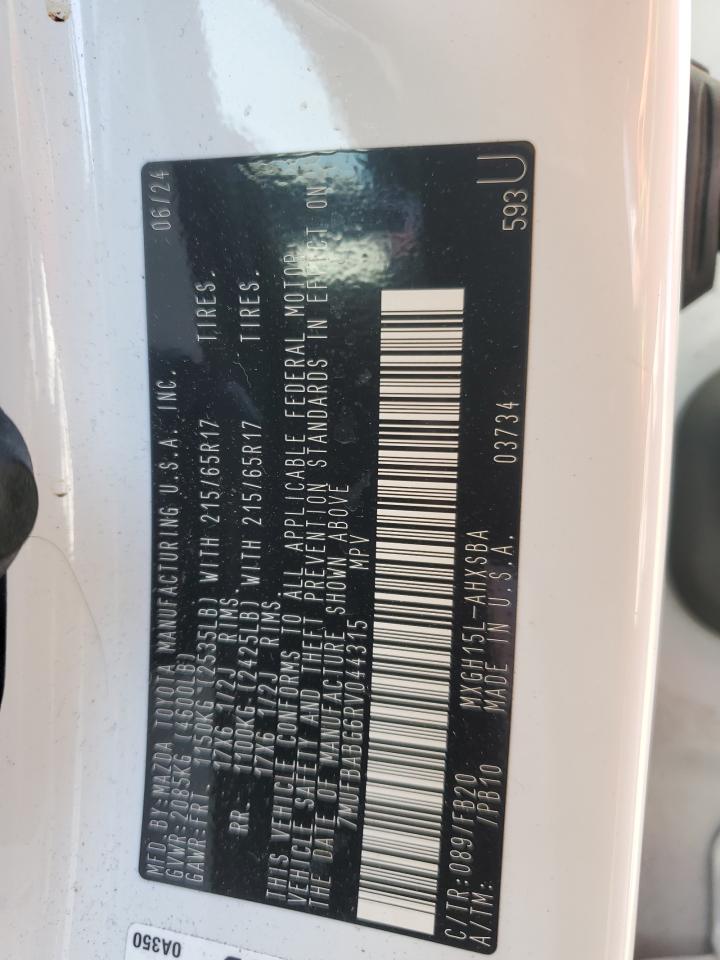 MFD. BY:MAZDA TOYOTA MANUFACTURING U.S.A. INC. 06/24
GVWR:2085KG (4600LB)
GAWR:FRT. 1150KG (2535LB) WITH 215/65R17 TIRES.
17X6 1/2J RIMS.
RR. 1100KG (2425LB) WITH 215/65R17 TIRES.
17X6 1/2J RIMS.
THIS VEHICLE CONFORMS TO ALL APPLICABLE FEDERAL MOTOR
VEHICLE SAFETY AND THEFT PREVENTION STANDARDS IN EFFECT ON
THE DATE OF MANUFACTURE SHOWN ABOVE
7MUFBABG6RV044315 MPV
C/TR:089/FB20 MXGH15L-AHXSBA 03734 593 U
A/TM: /PB10 MADE IN U.S.A.
0A350